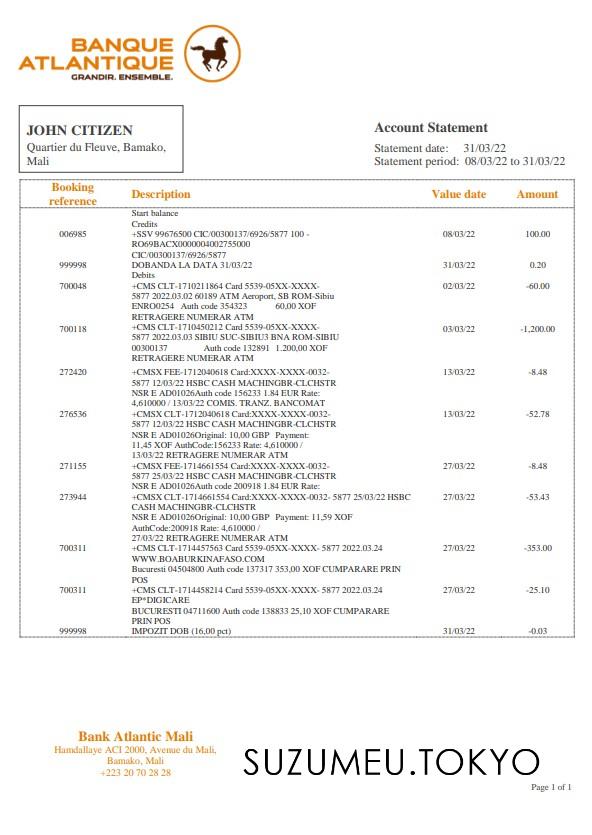 BANQUE
ATLANTIQUE
GRANDIR. ENSEMBLE.
JOHN CITIZEN
Quartier du Fleuve, Bamako,
Mali
Account Statement
Statement date: 31/03/22
Statement period: 08/03/22 to 31/03/22
Booking reference Description Value date Amount
Start balance
Credits
006985 +SSV 99676500 CIC/00300137/6926/5877 100 - 08/03/22 100.00
RO69BACX0000004002755000
CIC/00300137/6926/5877
999998 DOBANDA LA DATA 31/03/22 31/03/22 0.20
Debits
700048 +CMS CLT-1710211864 Card 5539-05XX-XXXX- 02/03/22 -60.00
5877 2022.03.02 60189 ATM Aeroport, SB ROM-Sibiu
ENRO0254 Auth code 354323 60,00 XOF
RETRAGERE NUMERAR ATM
700118 +CMS CLT-1710450212 Card 5539-05XX-XXXX- 03/03/22 -1,200.00
5877 2022.03.03 SIBIU SUC-SIBIU3 BNA ROM-SIBIU
00300137 Auth code 132891 1.200,00 XOF
RETRAGERE NUMERAR ATM
272420 +CMSX FEE-1712040618 Card:XXXX-XXXX-0032- 13/03/22 -8.48
5877 12/03/22 HSBC CASH MACHINGBR-CLCHSTR
NSR E AD01026Auth code 156233 1.84 EUR Rate:
4,610000 / 13/03/22 COMIS. TRANZ. BANCOMAT
276536 +CMSX CLT-1712040618 Card:XXXX-XXXX-0032- 13/03/22 -52.78
5877 12/03/22 HSBC CASH MACHINGBR-CLCHSTR
NSR E AD01026Original: 10,00 GBP Payment:
11,45 XOF AuthCode:156233 Rate: 4,610000 /
13/03/22 RETRAGERE NUMERAR ATM
271155 +CMSX FEE-1714661554 Card:XXXX-XXXX-0032- 27/03/22 -8.48
5877 25/03/22 HSBC CASH MACHINGBR-CLCHSTR
NSR E AD01026Auth code 200918 1.84 EUR Rate:
273944 +CMSX CLT-1714661554 Card:XXXX-XXXX-0032- 5877 25/03/22 HSBC 27/03/22 -53.43
CASH MACHINGBR-CLCHSTR
NSR E AD01026Original: 10,00 GBP Payment: 11,59 XOF
AuthCode:200918 Rate: 4,610000 /
27/03/22 RETRAGERE NUMERAR ATM
700311 +CMS CLT-1714457563 Card 5539-05XX-XXXX- 5877 2022.03.24 27/03/22 -353.00
WWW.BOABURKINAFASO.COM
Bucuresti 04504800 Auth code 137317 353,00 XOF CUMPARARE PRIN
POS
700311 +CMS CLT-1714458214 Card 5539-05XX-XXXX- 5877 2022.03.24 27/03/22 -25.10
EP*DIGICARE
BUCURESTI 04711600 Auth code 138833 25,10 XOF CUMPARARE
PRIN POS
999998 IMPOZIT DOB (16,00 pct) 31/03/22 -0.03
Bank Atlantic Mali
Hamdallaye ACI 2000, Avenue du Mali,
Bamako, Mali
+223 20 70 28 28
SUZUMEU.TOKYO
Page 1 of 1